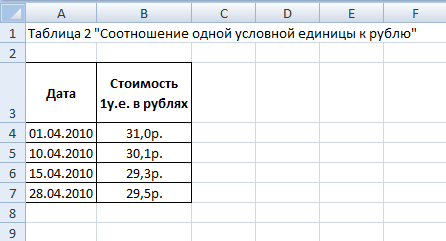 A B C D E F
1 Таблица 2 "Соотношение одной условной единицы к рублю"
2
3 Дата Стоимость
1у.е. в рублях
4 01.04.2010 31,0р.
5 10.04.2010 30,1р.
6 15.04.2010 29,3р.
7 28.04.2010 29,5р.
8
9